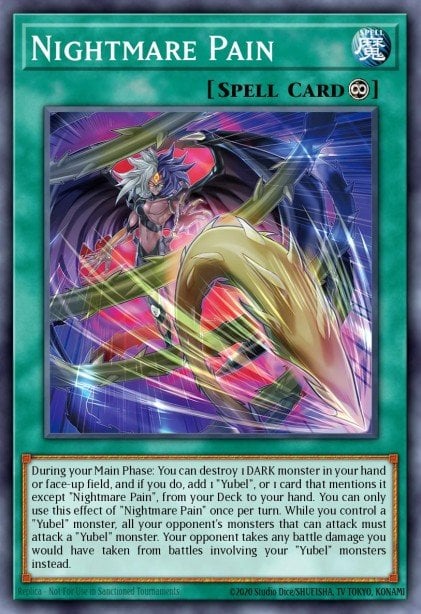 Nightmare Pain
SPELL
魔
[Spell Card]
During your Main Phase: You can destroy 1 DARK monster in your hand
or face-up field, and if you do, add 1 "Yubel", or 1 card that mentions it
except "Nightmare Pain", from your Deck to your hand. You can only
use this effect of "Nightmare Pain" once per turn. While you control a
"Yubel" monster, all your opponent's monsters that can attack must
attack a "Yubel" monster. Your opponent takes any battle damage you
would have taken from battles involving your "Yubel" monsters
instead.
Replica - Not For Use in Sanctioned Tournaments
©2020 Studio Dice/SHUEISHA, TV TOKYO, KONAMI